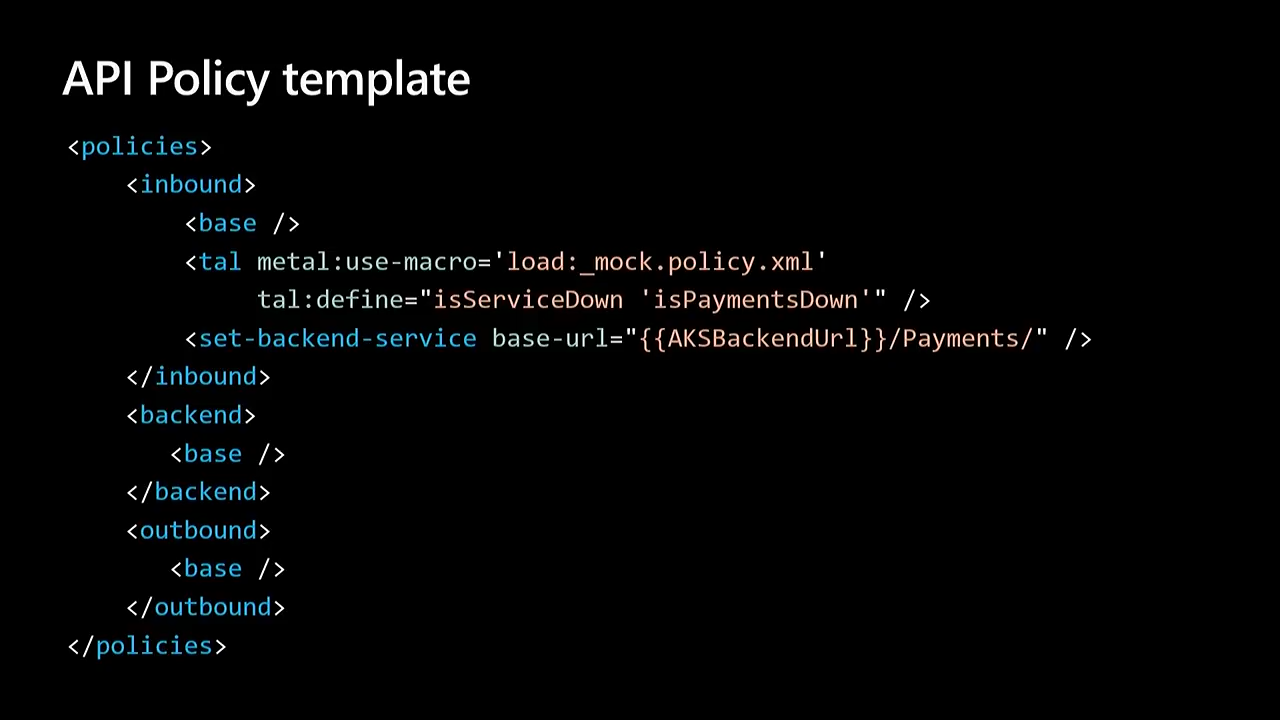 API Policy template
<policies>
    <inbound>
        <base />
        <tal metal:use-macro='load:_mock.policy.xml'
             tal:define="isServiceDown 'isPaymentsDown'" />
        <set-backend-service base-url="{{AKSBackendUrl}}/Payments/" />
    </inbound>
    <backend>
       <base />
    </backend>
    <outbound>
       <base />
    </outbound>
</policies>